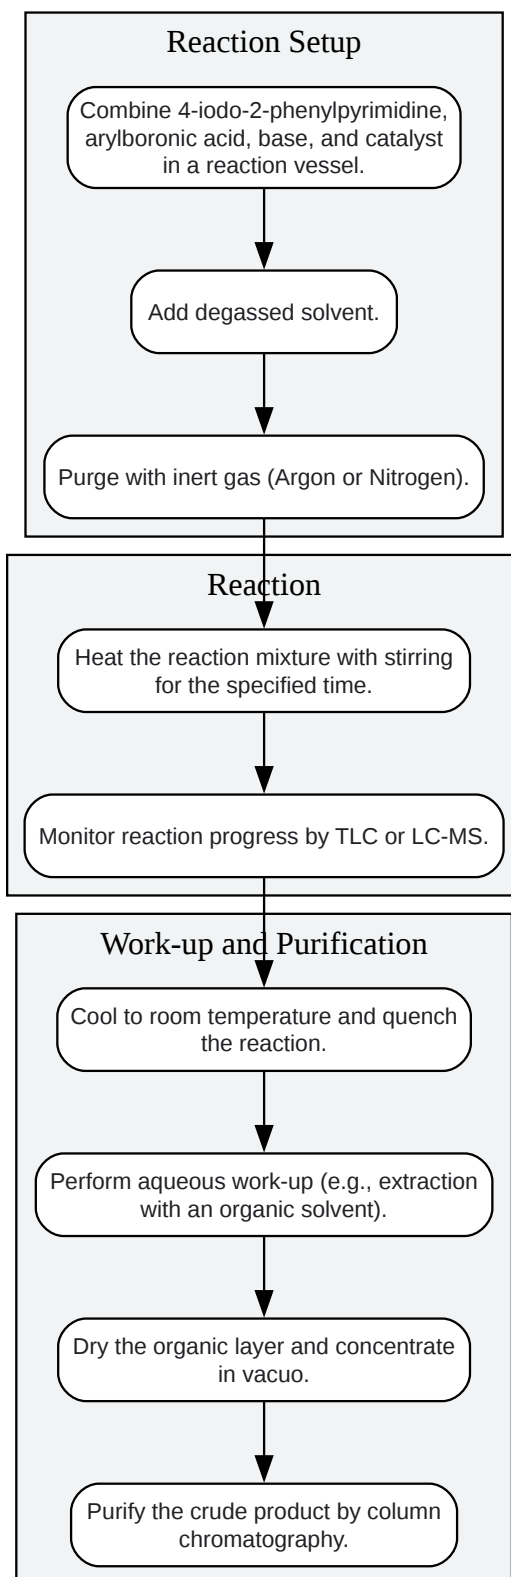 Reaction Setup
Combine 4-iodo-2-phenylpyrimidine,
arylboronic acid, base, and catalyst
in a reaction vessel.
Add degassed solvent.
Purge with inert gas (Argon or Nitrogen).
Reaction
Heat the reaction mixture with stirring
for the specified time.
Monitor reaction progress by TLC or LC-MS.
Work-up and Purification
Cool to room temperature and quench
the reaction.
Perform aqueous work-up (e.g., extraction
with an organic solvent).
Dry the organic layer and concentrate
in vacuo.
Purify the crude product by column
chromatography.